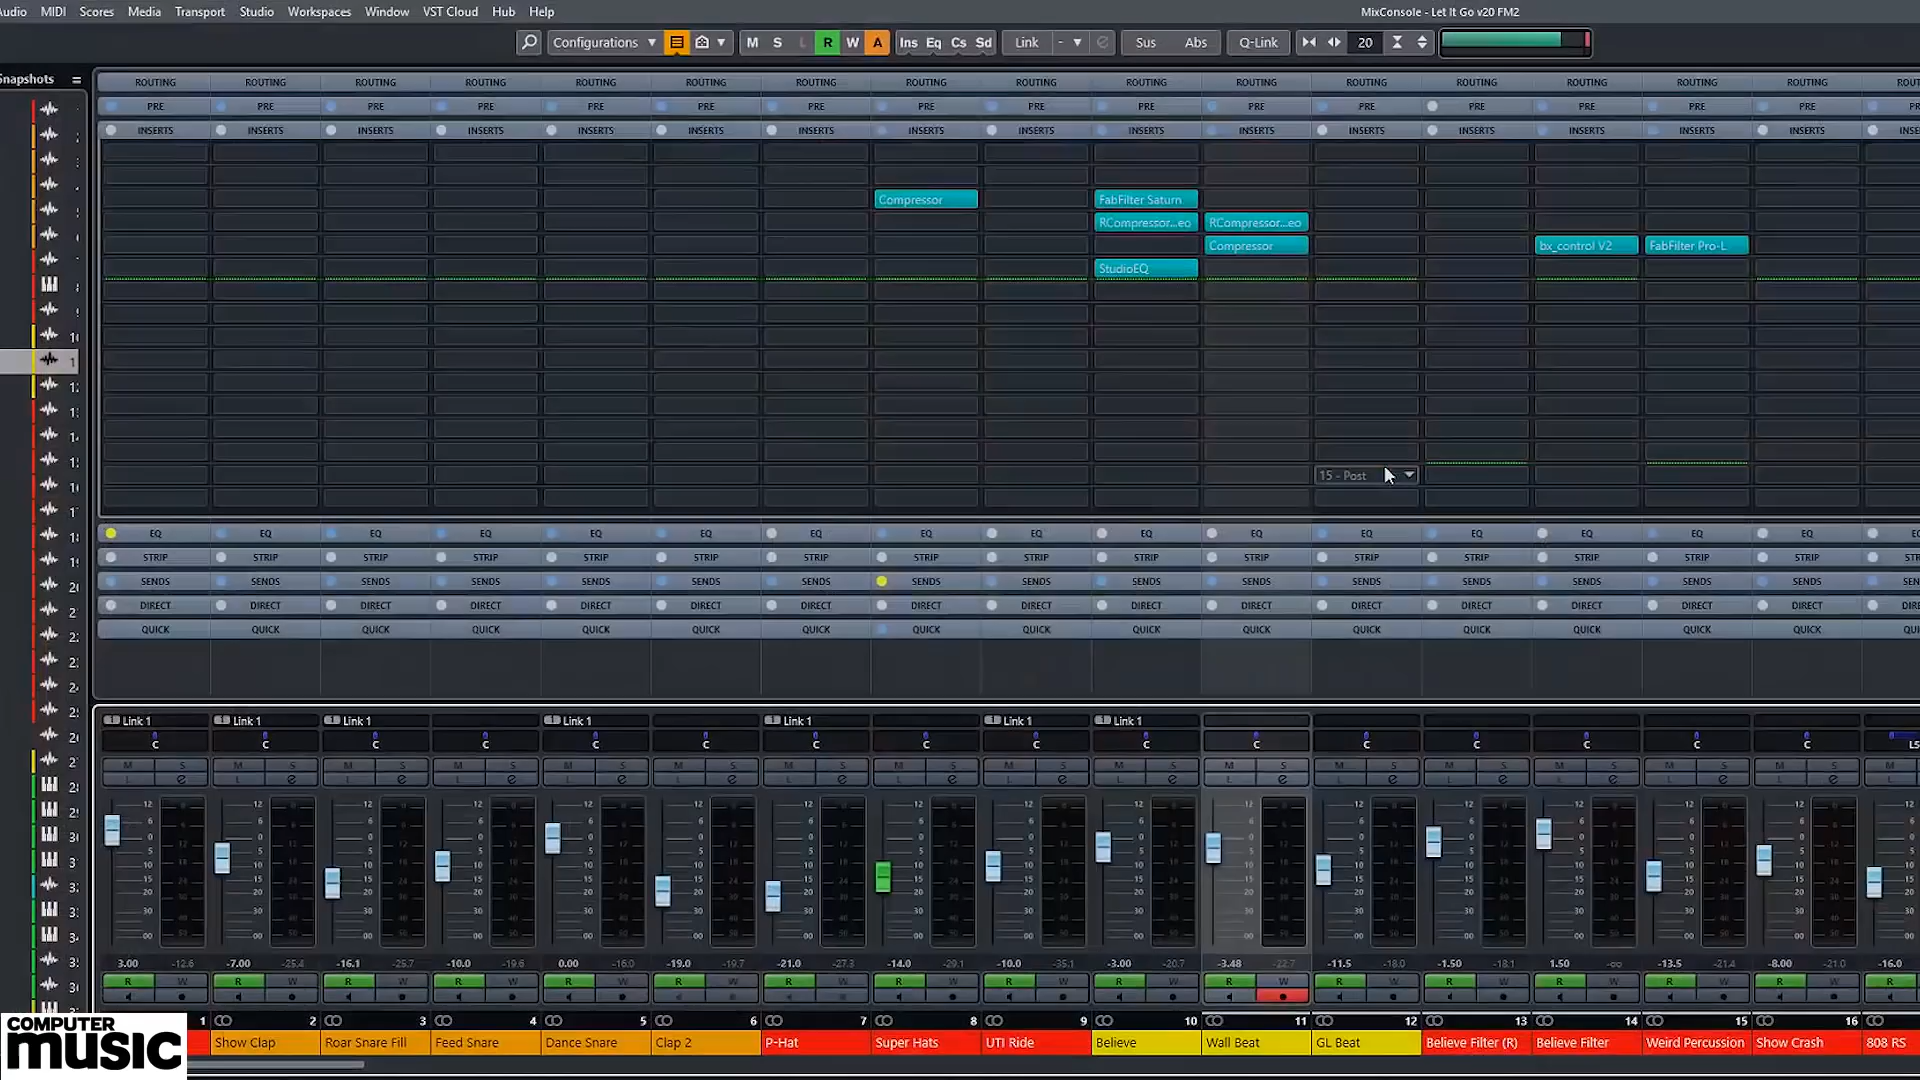 Audio MIDI Scores Media Transport Studio Workspaces Window VST Cloud Hub Help
MixConsole - Let It Go v20 FM2
Configurations M S L R W A Ins Eq Cs Sd Link - Sus Abs Q-Link 20
Snapshots
ROUTING ROUTING ROUTING ROUTING ROUTING ROUTING ROUTING ROUTING ROUTING ROUTING ROUTING ROUTING ROUTING ROUTING ROUTING ROUTING
PRE PRE PRE PRE PRE PRE PRE PRE PRE PRE PRE PRE PRE PRE PRE PRE
INSERTS INSERTS INSERTS INSERTS INSERTS INSERTS INSERTS INSERTS INSERTS INSERTS INSERTS INSERTS INSERTS INSERTS INSERTS INSERTS
Compressor FabFilter Saturn
RCompressor...eo RCompressor...eo
Compressor bx_control V2 FabFilter Pro-L
StudioEQ
15 - Post
EQ EQ EQ EQ EQ EQ EQ EQ EQ EQ EQ EQ EQ EQ EQ EQ
STRIP STRIP STRIP STRIP STRIP STRIP STRIP STRIP STRIP STRIP STRIP STRIP STRIP STRIP STRIP STRIP
SENDS SENDS SENDS SENDS SENDS SENDS SENDS SENDS SENDS SENDS SENDS SENDS SENDS SENDS SENDS SENDS
DIRECT DIRECT DIRECT DIRECT DIRECT DIRECT DIRECT DIRECT DIRECT DIRECT DIRECT DIRECT DIRECT DIRECT DIRECT DIRECT
QUICK QUICK QUICK QUICK QUICK QUICK QUICK QUICK QUICK QUICK QUICK QUICK QUICK QUICK QUICK QUICK
Link 1 Link 1 Link 1 Link 1 Link 1 Link 1 Link 1
C C C C C C C C C C C C C C C C
3.00 -12.6 -7.00 -25.4 -16.1 -25.7 -10.0 -19.6 0.00 -16.0 -19.0 -19.7 -21.0 -27.3 -14.0 -29.1 -10.0 -35.1 -3.00 -20.7 -3.48 -22.7 -11.5 -18.0 -1.50 -18.1 1.50 -oo -13.5 -21.4 -8.00 -21.0 -16.0
R W R W R W R W R W R W R W R W R W R W R W R W R W R W R W R W R
1 2 3 4 5 6 7 8 9 10 11 12 13 14 15 16
Show Clap Roar Snare Fill Feed Snare Dance Snare Clap 2 P-Hat Super Hats UTI Ride Believe Wall Beat GL Beat Believe Filter (R) Believe Filter Weird Percussion Show Crash 808 RS
COMPUTER
music